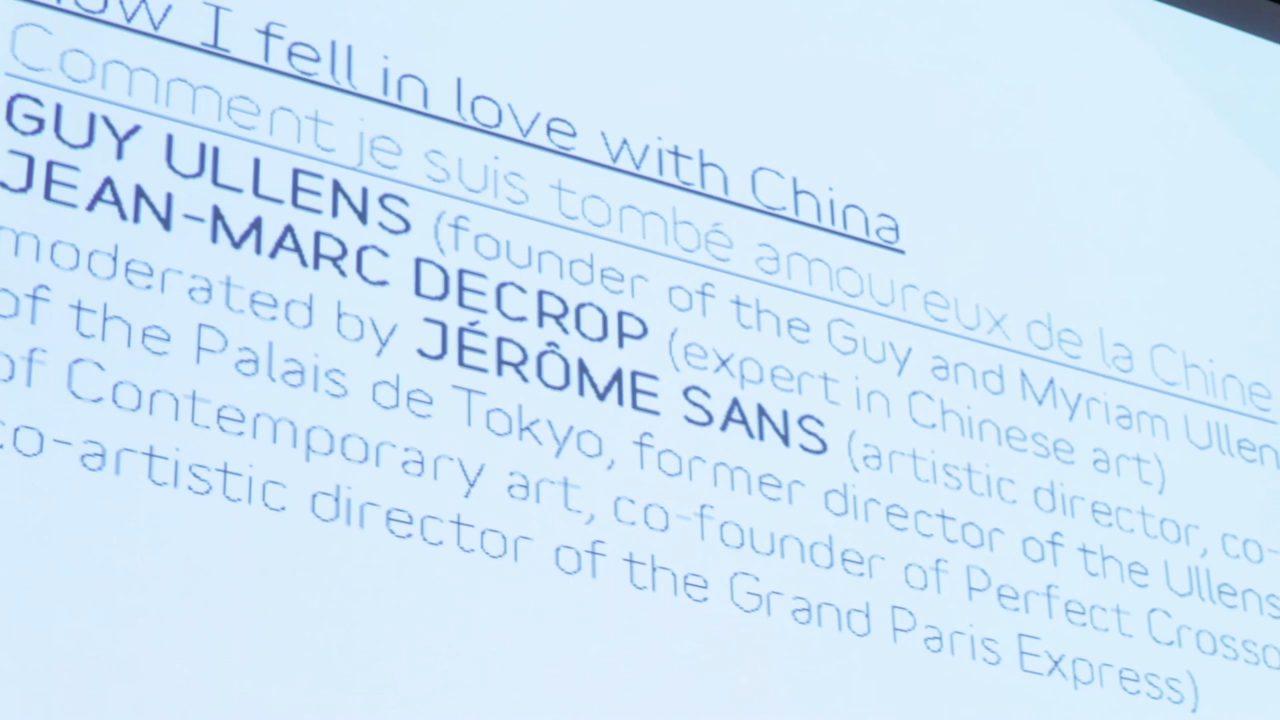 I fell in love with China
Comment je suis tombé amoureux de la Chine
GUY ULLENS (founder of the Guy and Myriam Ullen
JEAN-MARC DECROP (expert in Chinese art)
moderated by JÉRÔME SANS (artistic director, co-
of the Palais de Tokyo, former director of the Ullens
of Contemporary art, co-founder of Perfect Crosso
co-artistic director of the Grand Paris Express)